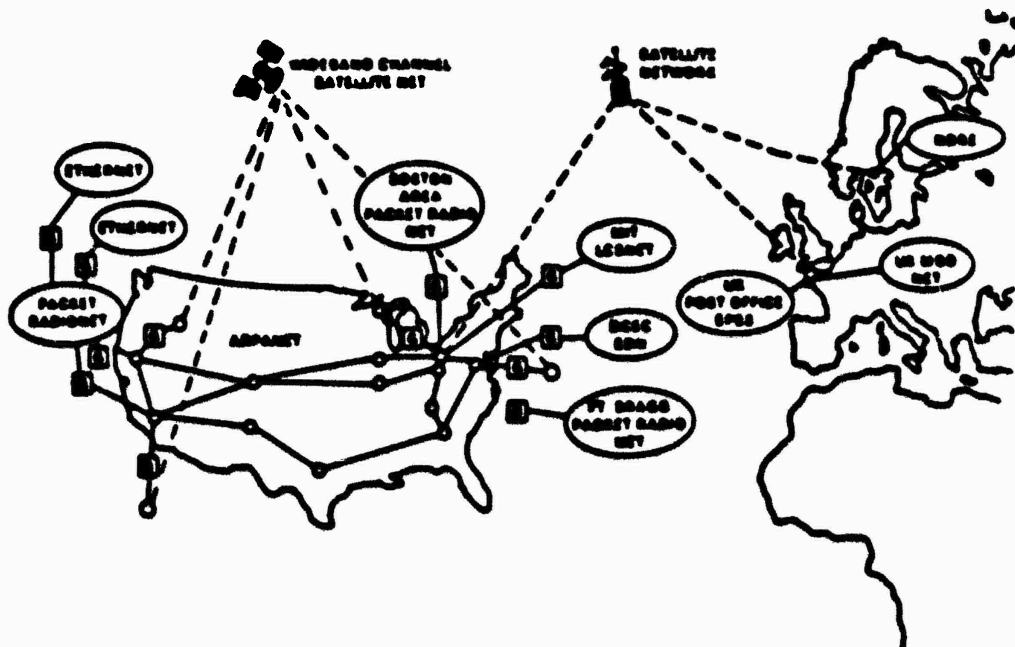 WIDEBAND CHANNEL
SATELLITE NET
SATELLITE
NETWORK
ETHERNET
BOSTON
AREA
PACKET RADIO
NET
ETHERNET
MIT
LCSNET
UK MOD
NET
UK
POST OFFICE
EPSS
PACKET
RADIONET
ARPANET
FT BRAGG
PACKET RADIO
NET